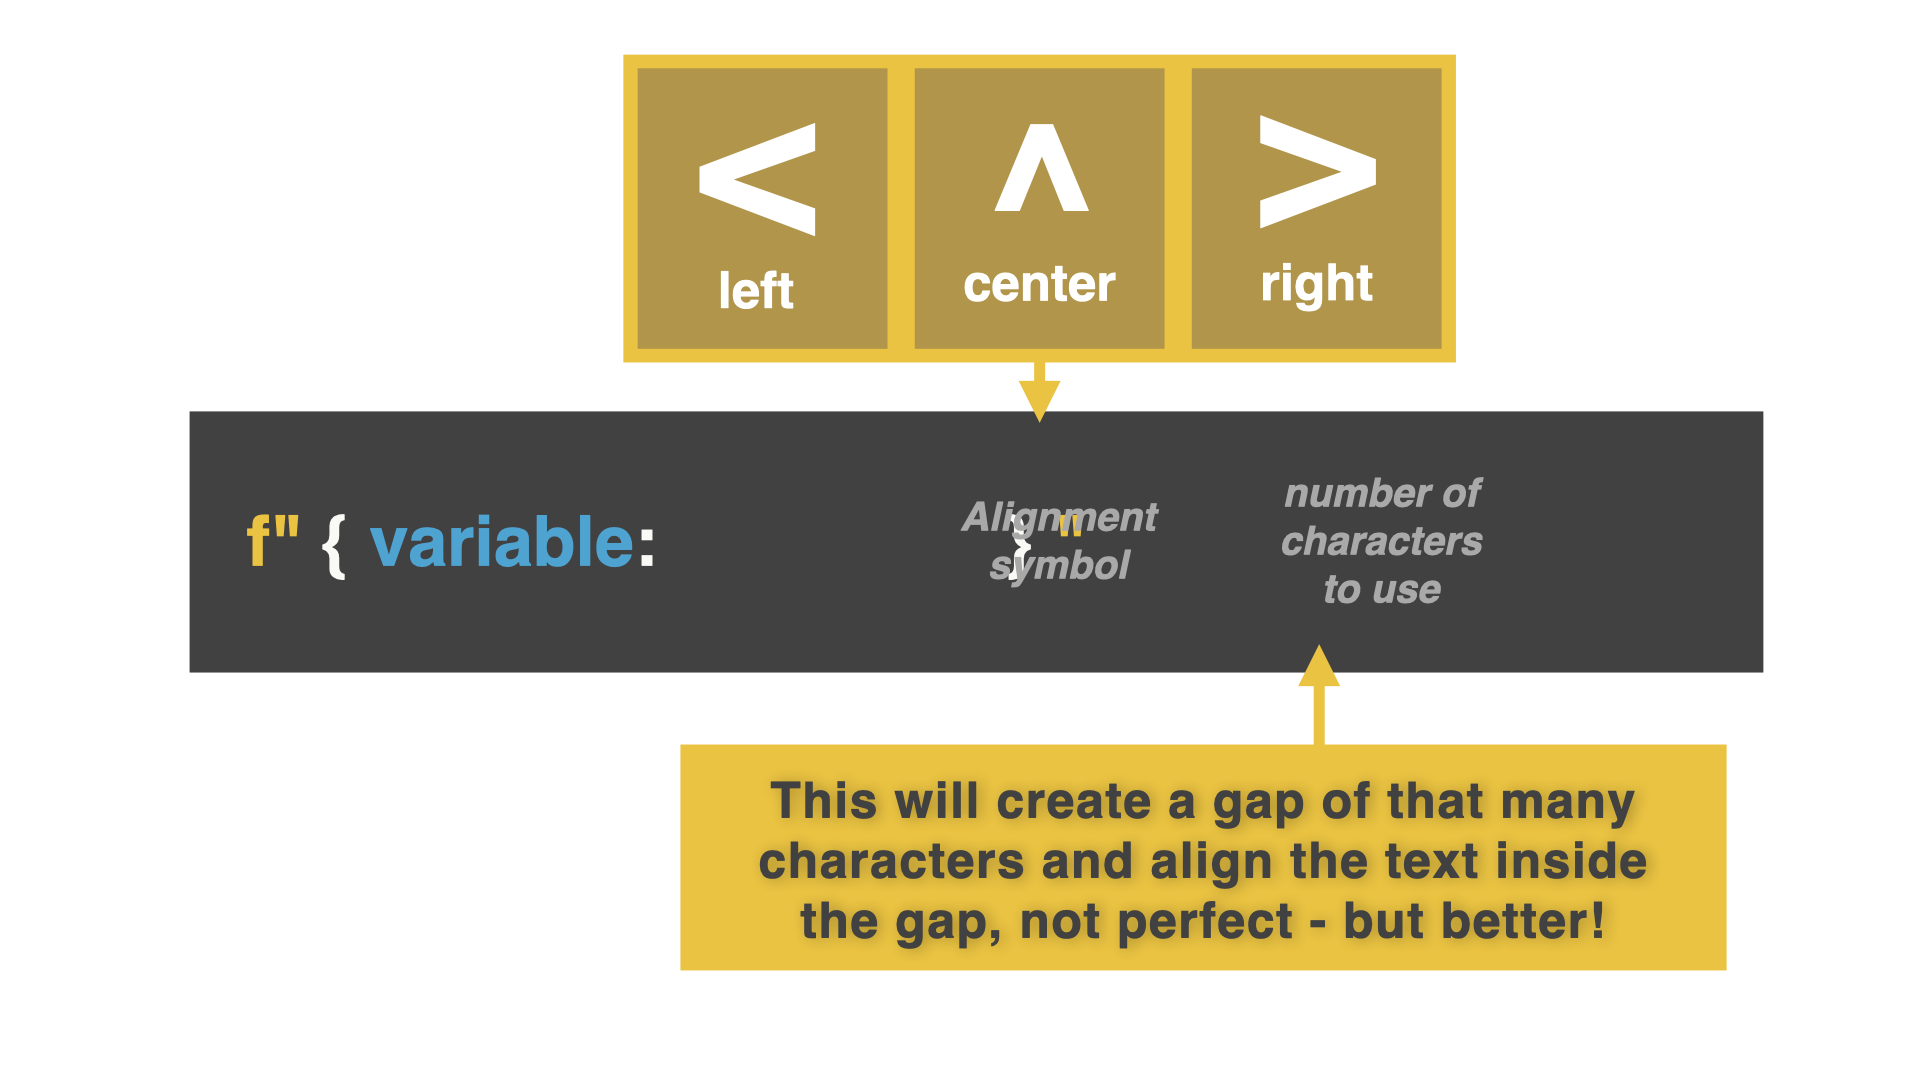 < ^ >
left center right
f" { variable: } "
Alignment
symbol
number of
characters
to use
This will create a gap of that many
characters and align the text inside
the gap, not perfect - but better!